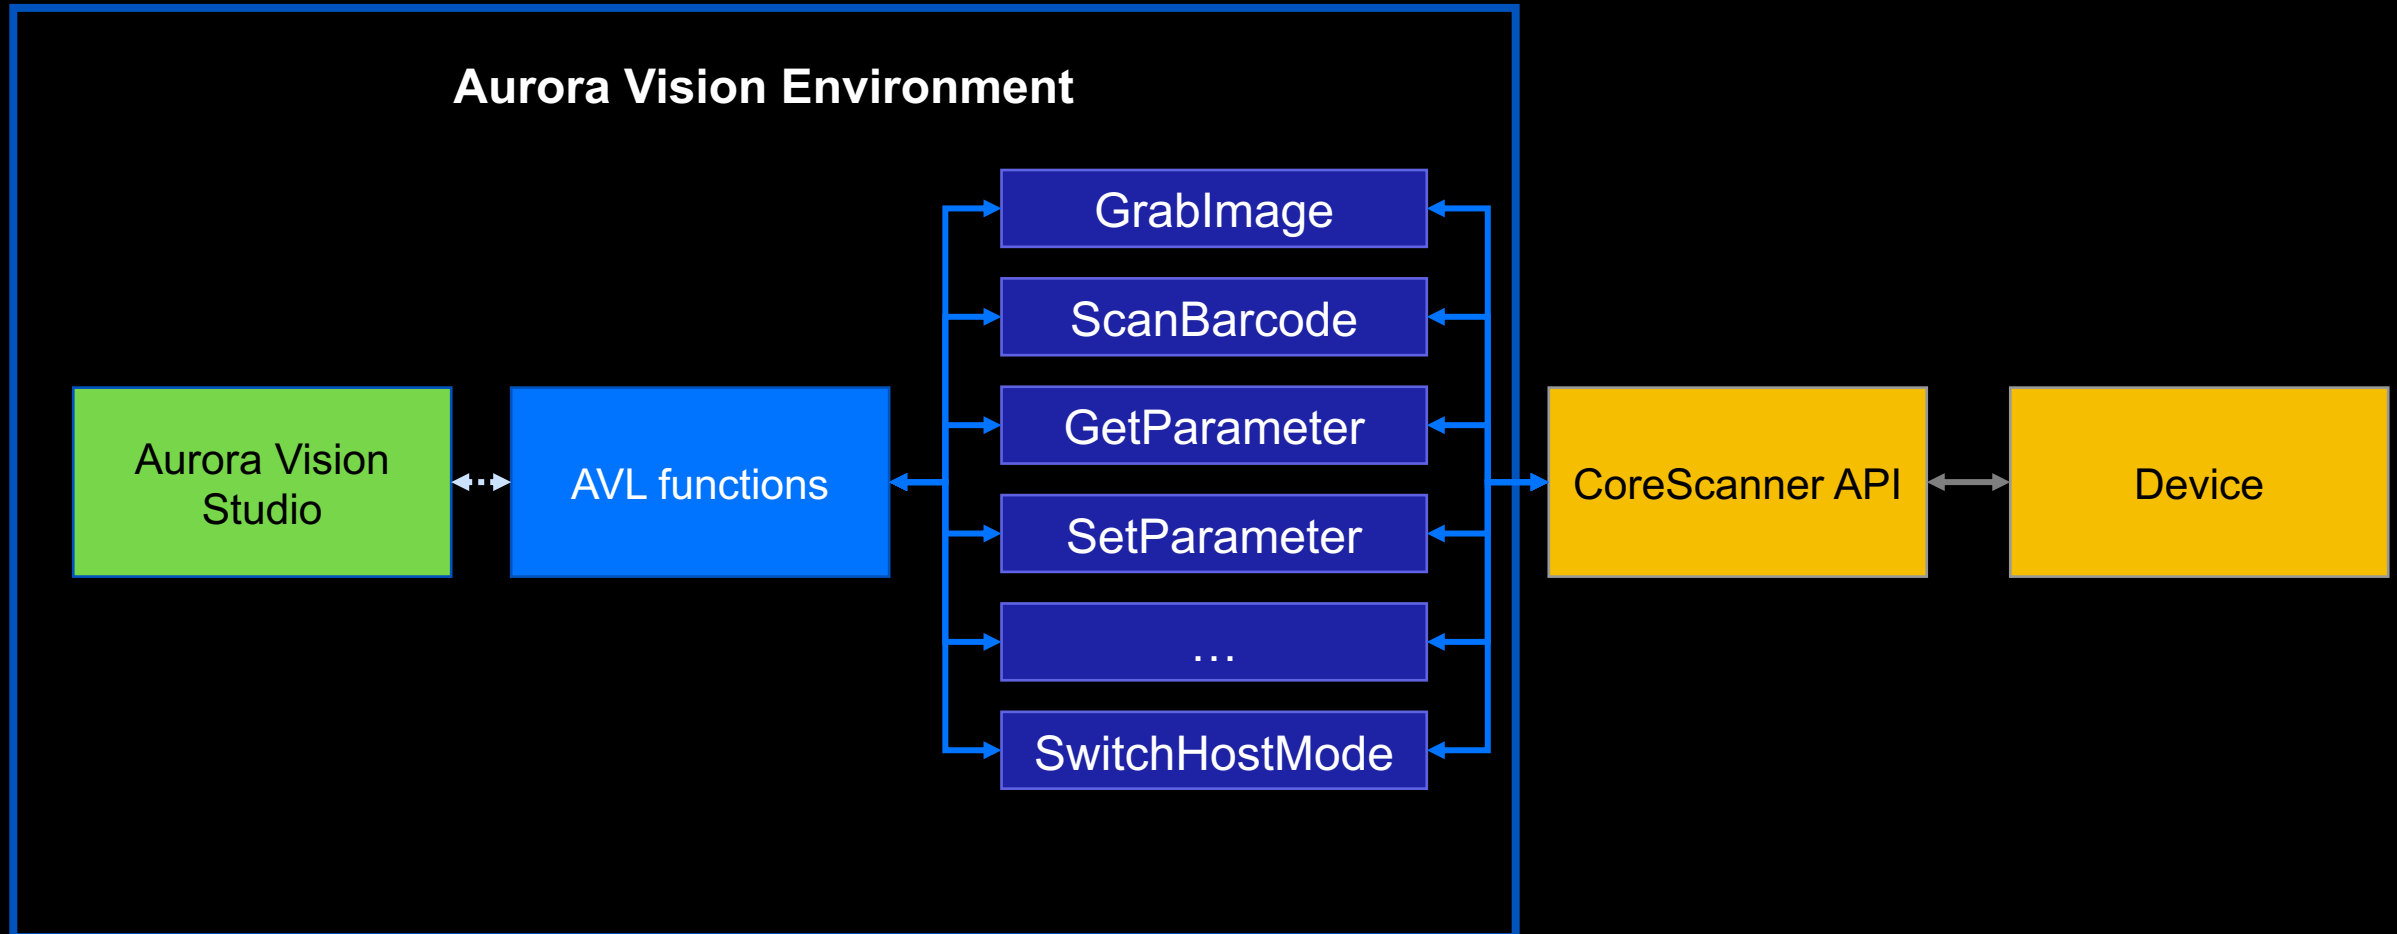 Aurora Vision Environment
GrabImage
ScanBarcode
GetParameter
SetParameter
...
SwitchHostMode
Aurora Vision
Studio
AVL functions
CoreScanner API
Device